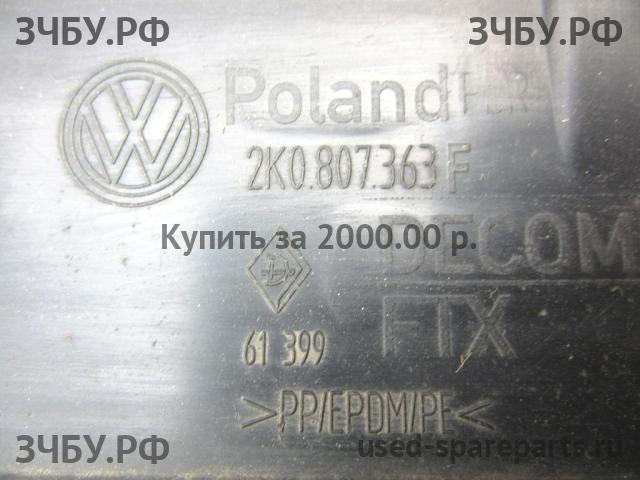 ЗЧБУ.РФ ЗЧБУ.РФ
Poland
2K0.807.363 F
Купить за 2000.00 р.
DECOM
FIX
61 399
>PP/EPDM/PE<
ЗЧБУ.РФ used-spareparts.ru